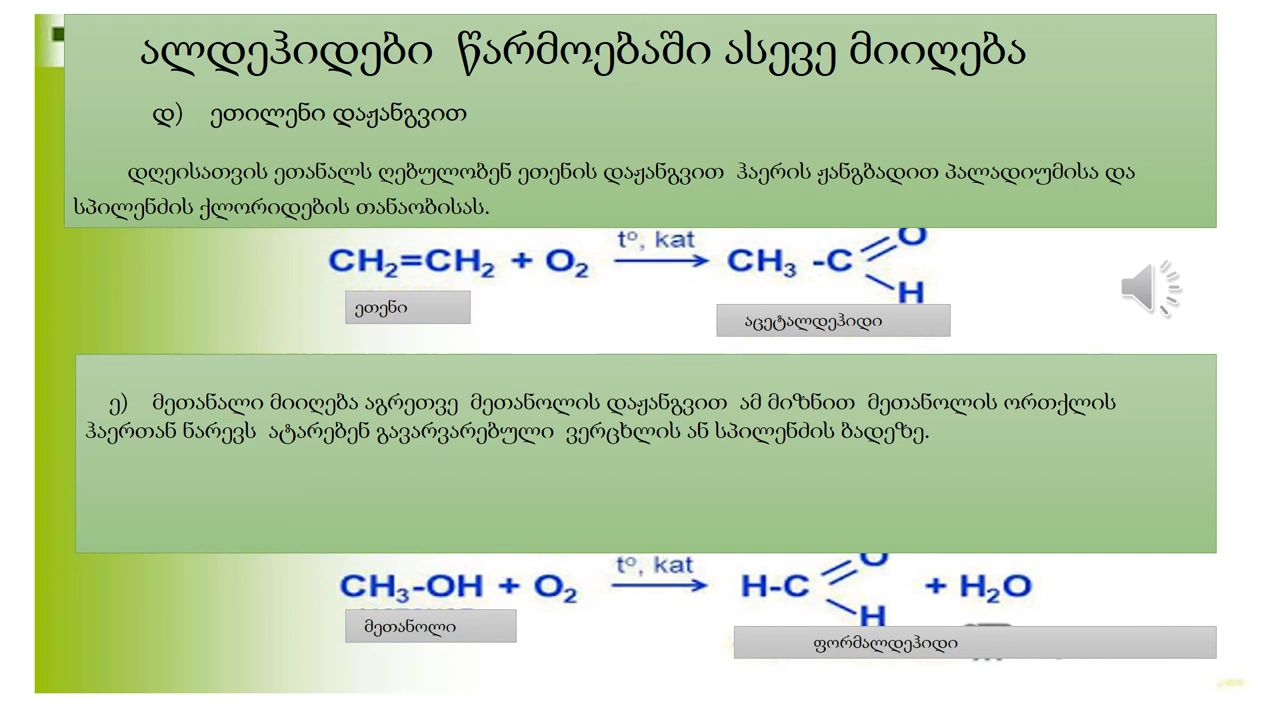 ალდეჰიდები წარმოებაში ასევე მიიღება
დ) ეთილენი დაჟანგვით
დღეისათვის ეთანალს ღებულობენ ეთენის დაჟანგვით ჰაერის ჟანგბადით პალადიუმისა და
სპილენძის ქლორიდების თანაობისას.
t°, kat
CH₂=CH₂ + O₂ → CH₃ -C
O
H
ეთენი
აცეტალდეჰიდი
ე) მეთანალი მიიღება აგრეთვე მეთანოლის დაჟანგვით ამ მიზნით მეთანოლის ორთქლის
ჰაერთან ნარევს ატარებენ გავარვარებული ვერცხლის ან სპილენძის ბადეზე.
t°, kat
CH₃-OH + O₂ → H-C
O
H
+ H₂O
მეთანოლი
ფორმალდეჰიდი